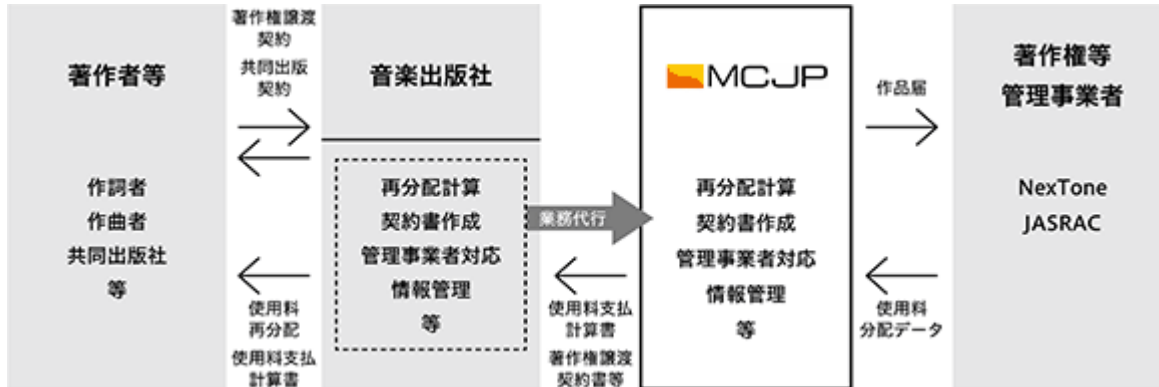 著作者等
作詞者
作曲者
共同出版社
等
著作権譲渡
契約
共同出版
契約
使用料
再分配
使用料支払
計算書
音楽出版社
再分配計算
契約書作成
管理事業者対応
情報管理
等
業務代行
使用料支払
計算書
著作権譲渡
契約書等
MCJP
再分配計算
契約書作成
管理事業者対応
情報管理
等
作品届
使用料
分配データ
著作権等
管理事業者
NexTone
JASRAC